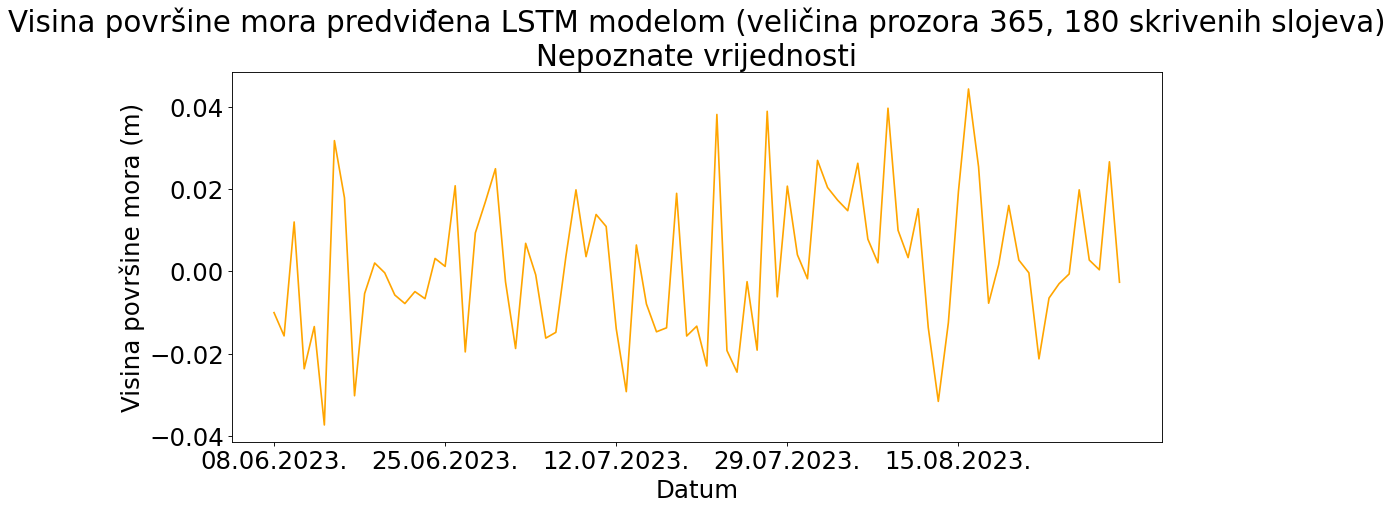 Visina površine mora predviđena LSTM modelom (veličina prozora 365, 180 skrivenih slojeva)
Nepoznate vrijednosti
Visina površine mora (m)
0.04
0.02
0.00
−0.02
−0.04
08.06.2023. 25.06.2023. 12.07.2023. 29.07.2023. 15.08.2023.
Datum